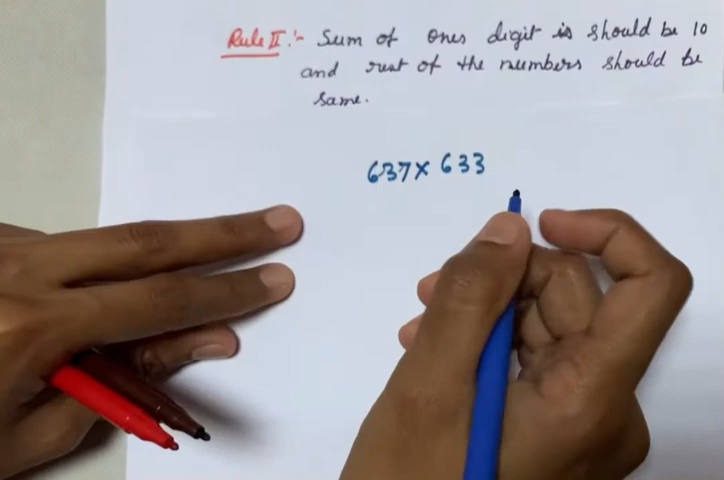 Rule II :- Sum of ones digit is should be 10
and rest of the numbers should be
same.
637 x 633